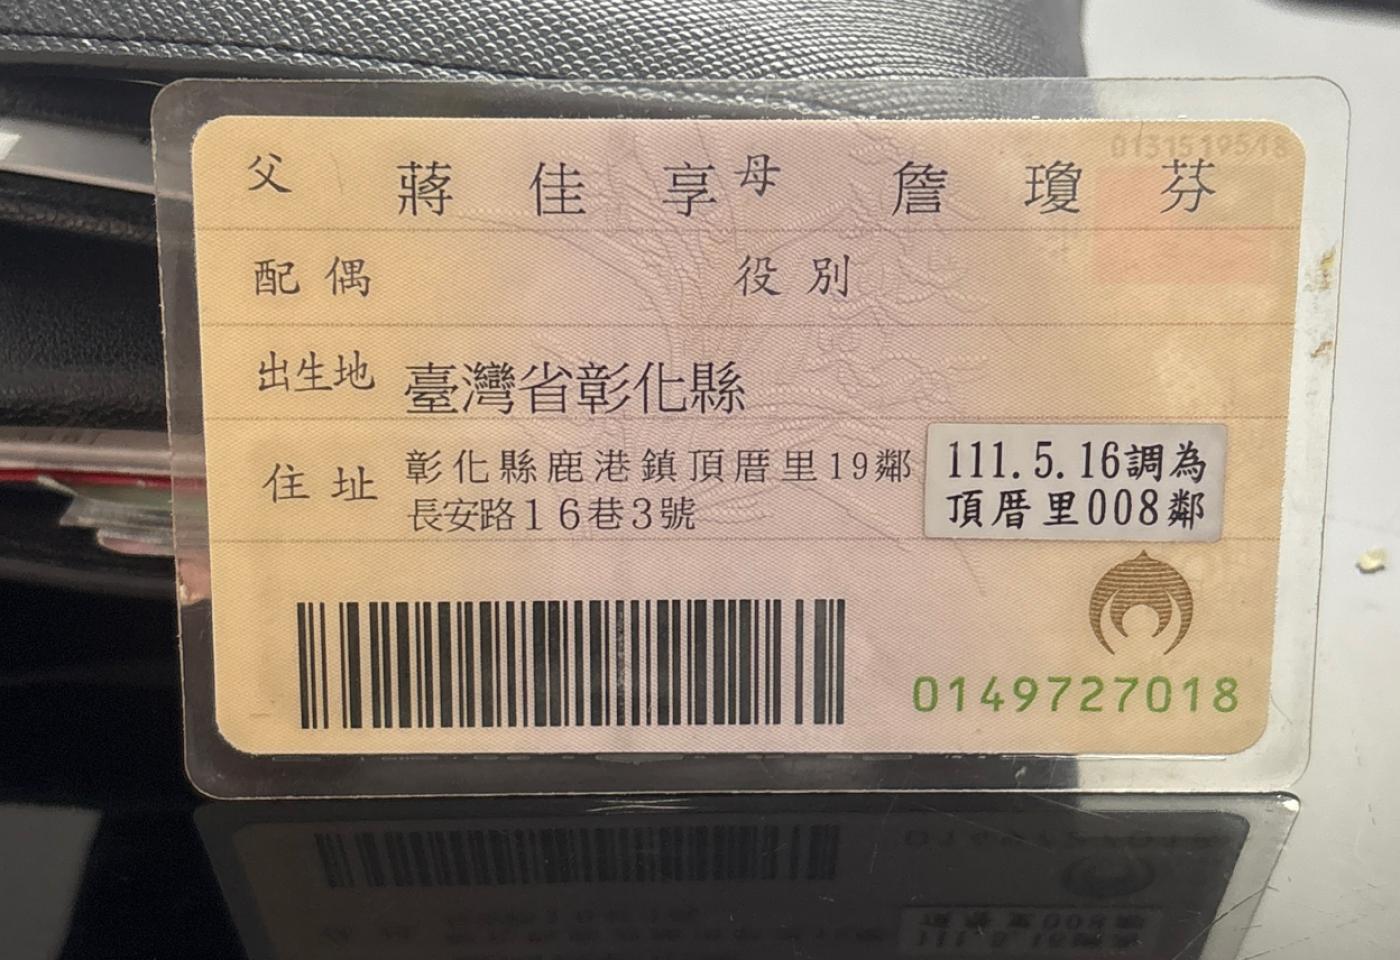 0131519548
父 蔣佳享 母 詹瓊芬
配偶 役別
出生地 臺灣省彰化縣
住址 彰化縣鹿港鎮頂厝里19鄰
長安路16巷3號
111.5.16調為
頂厝里008鄰
0149727018